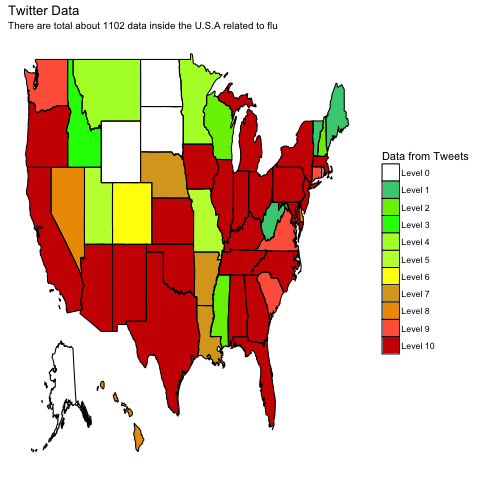 Twitter Data
There are total about 1102 data inside the U.S.A related to flu
Data from Tweets
Level 0
Level 1
Level 2
Level 3
Level 4
Level 5
Level 6
Level 7
Level 8
Level 9
Level 10